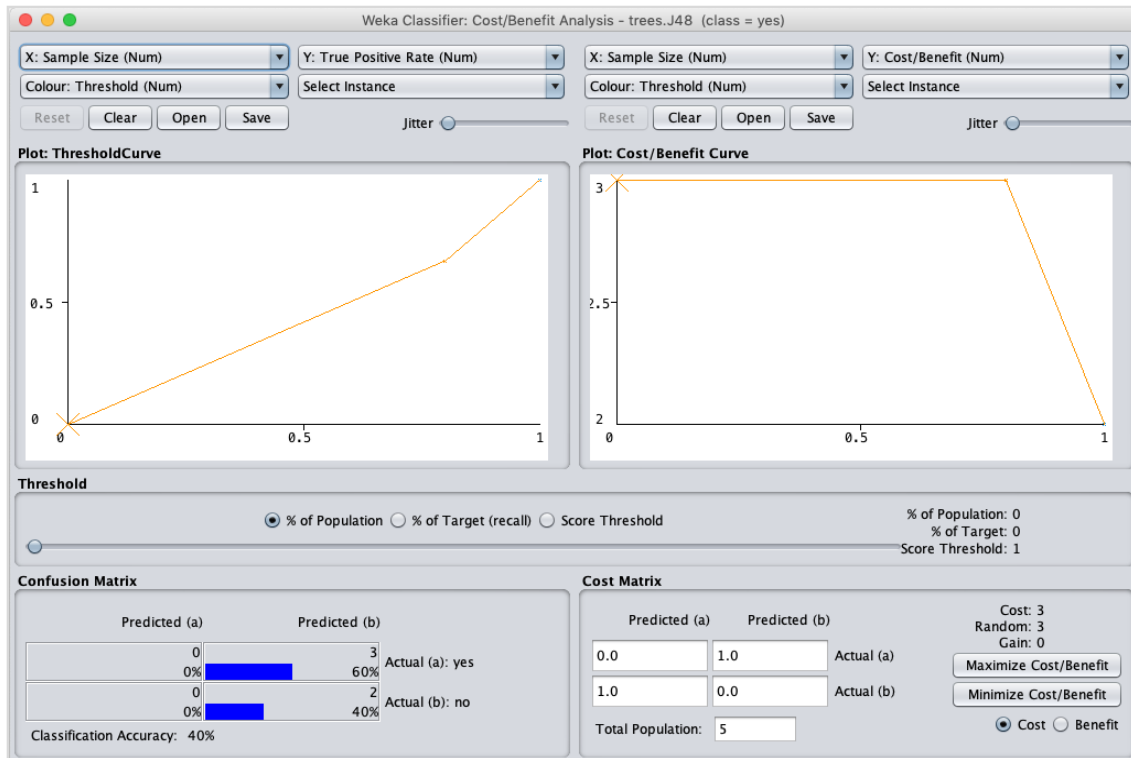 Weka Classifier: Cost/Benefit Analysis - trees.J48 (class = yes)
X: Sample Size (Num)
Y: True Positive Rate (Num)
Colour: Threshold (Num)
Select Instance
Reset
Clear
Open
Save
Jitter
Plot: ThresholdCurve
1
0.5
0
0
0.5
1
X: Sample Size (Num)
Y: Cost/Benefit (Num)
Colour: Threshold (Num)
Select Instance
Reset
Clear
Open
Save
Jitter
Plot: Cost/Benefit Curve
3
2.5
2
0
0.5
1
Threshold
% of Population
% of Target (recall)
Score Threshold
% of Population: 0
% of Target: 0
Score Threshold: 1
Confusion Matrix
Predicted (a)
Predicted (b)
0
3
0%
60%
Actual (a): yes
0
2
0%
40%
Actual (b): no
Classification Accuracy: 40%
Cost Matrix
Predicted (a)
Predicted (b)
0.0
1.0
Actual (a)
1.0
0.0
Actual (b)
Total Population: 5
Cost: 3
Random: 3
Gain: 0
Maximize Cost/Benefit
Minimize Cost/Benefit
Cost
Benefit